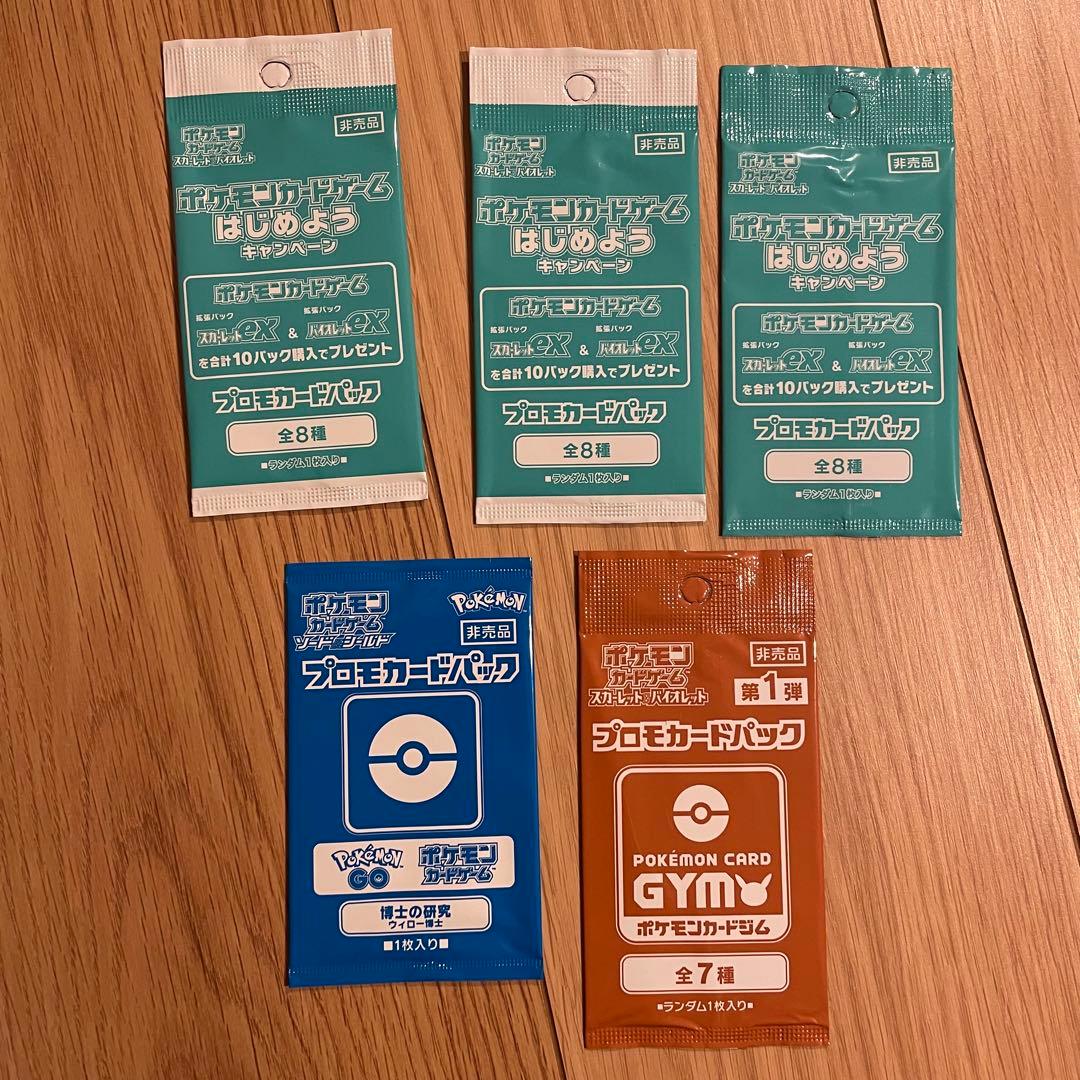 ポケモン
カードゲーム
スカーレット&バイオレット
非売品
ポケモンカードゲーム
はじめよう
キャンペーン
ポケモンカードゲーム
拡張パック 拡張パック
スカーレットex & バイオレットex
を合計10パック購入でプレゼント
プロモカードパック
全8種
■ランダム1枚入り■
ポケモン
カードゲーム
スカーレット&バイオレット
非売品
ポケモンカードゲーム
はじめよう
キャンペーン
ポケモンカードゲーム
拡張パック 拡張パック
スカーレットex & バイオレットex
を合計10パック購入でプレゼント
プロモカードパック
全8種
■ランダム1枚入り■
ポケモン
カードゲーム
スカーレット&バイオレット
非売品
ポケモンカードゲーム
はじめよう
キャンペーン
ポケモンカードゲーム
拡張パック 拡張パック
スカーレットex & バイオレットex
を合計10パック購入でプレゼント
プロモカードパック
全8種
■ランダム1枚入り■
ポケモン
カードゲーム
ソード&シールド
POKÉMON
非売品
プロモカードパック
POKÉMON
GO
ポケモン
カードゲーム
博士の研究
ウィロー博士
■1枚入り■
ポケモン
カードゲーム
スカーレット&バイオレット
非売品
第1弾
プロモカードパック
POKÉMON CARD
GYM
ポケモンカードジム
全7種
■ランダム1枚入り■